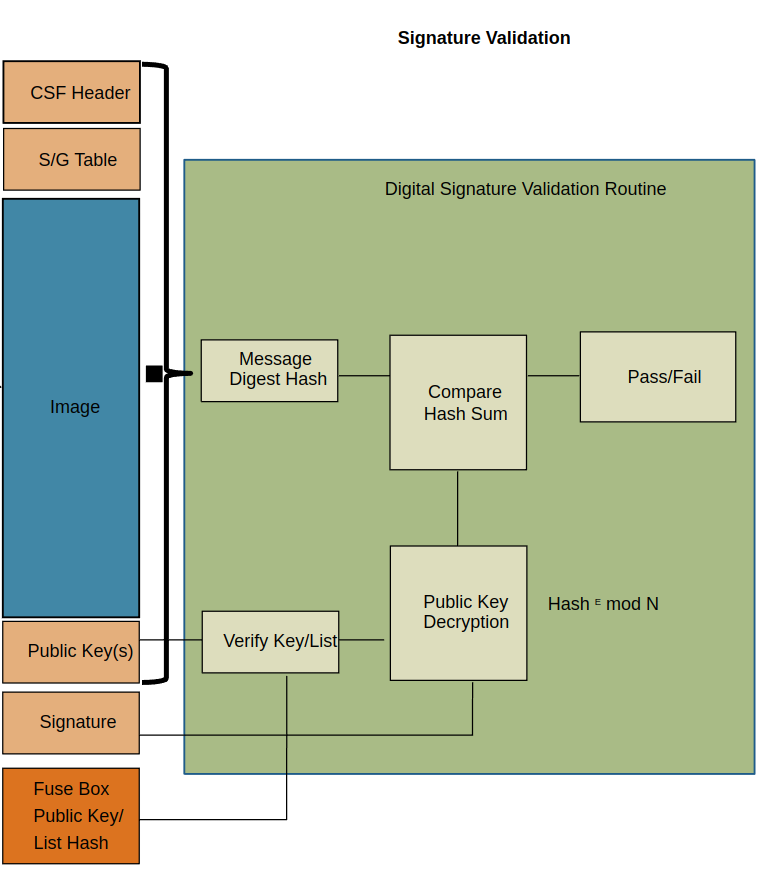 Signature Validation
CSF Header
S/G Table
Digital Signature Validation Routine
Message
Digest Hash
Compare
Hash Sum
Pass/Fail
Image
Public Key
Decryption
Hash E mod N
Verify Key/List
Public Key(s)
Signature
Fuse Box
Public Key/
List Hash